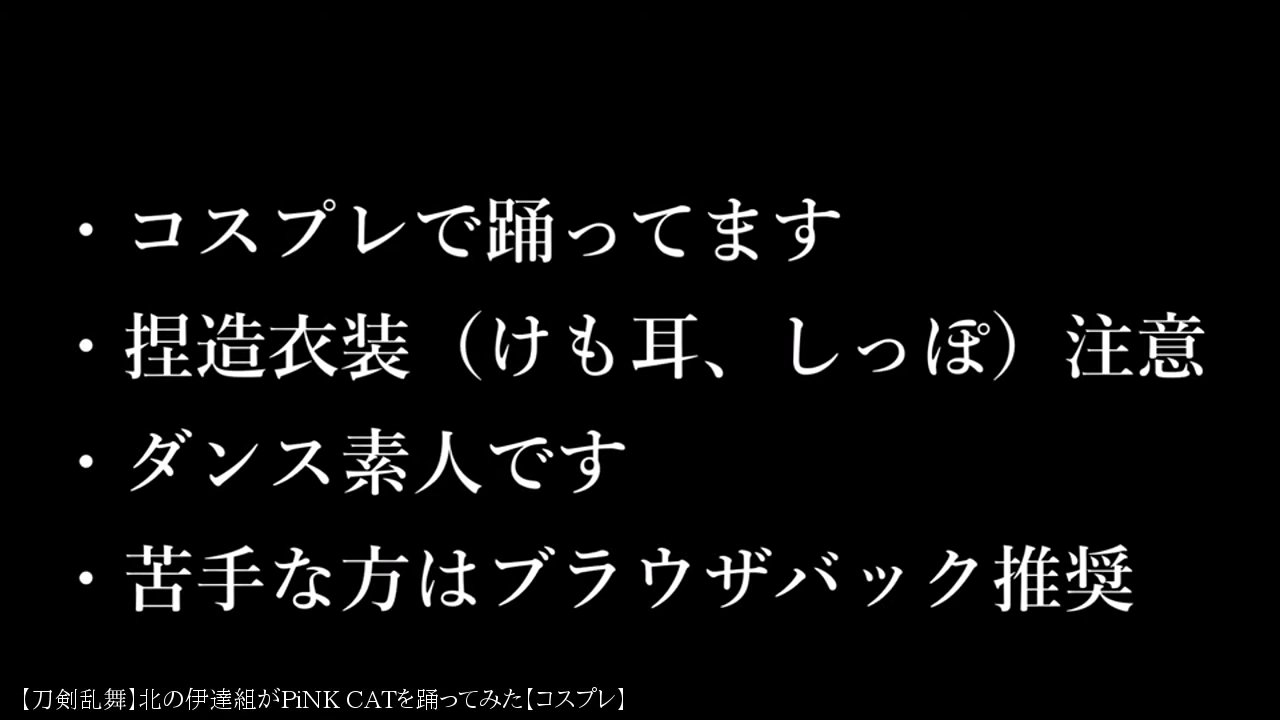 ・コスプレで踊ってます
・捏造衣装（けも耳、しっぽ）注意
・ダンス素人です
・苦手な方はブラウザバック推奨
【刀剣乱舞】北の伊達組がPiNK CATを踊ってみた【コスプレ】